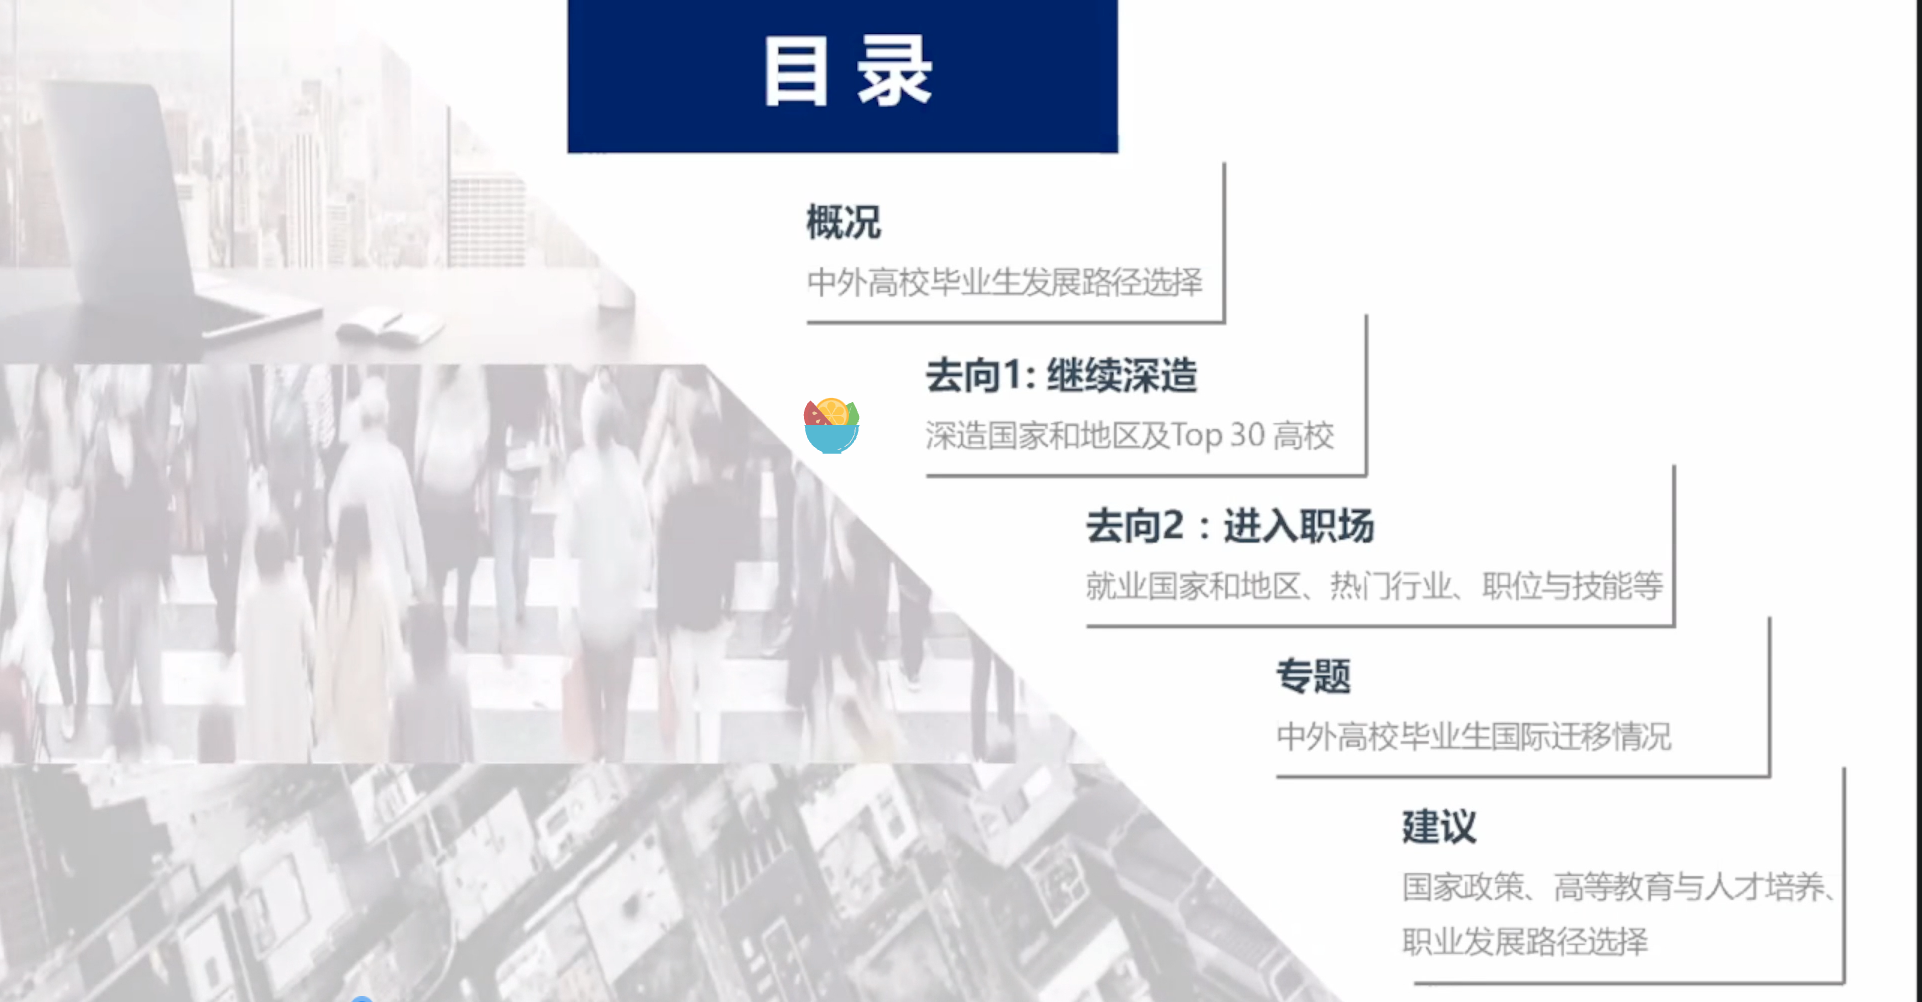 目录
概况
中外高校毕业生发展路径选择
去向1: 继续深造
深造国家和地区及Top 30 高校
去向2：进入职场
就业国家和地区、热门行业、职位与技能等
专题
中外高校毕业生国际迁移情况
建议
国家政策、高等教育与人才培养、
职业发展路径选择